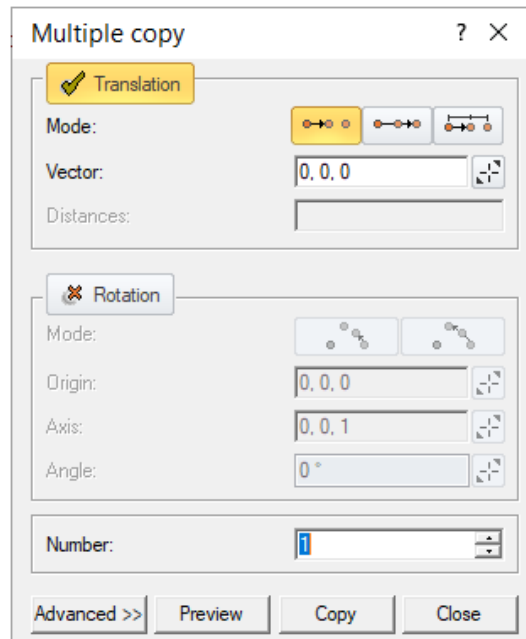 Multiple copy ? ×
Translation
Mode:
Vector: 0, 0, 0
Distances:
Rotation
Mode:
Origin: 0, 0, 0
Axis: 0, 0, 1
Angle: 0 °
Number: 1
Advanced >> Preview Copy Close